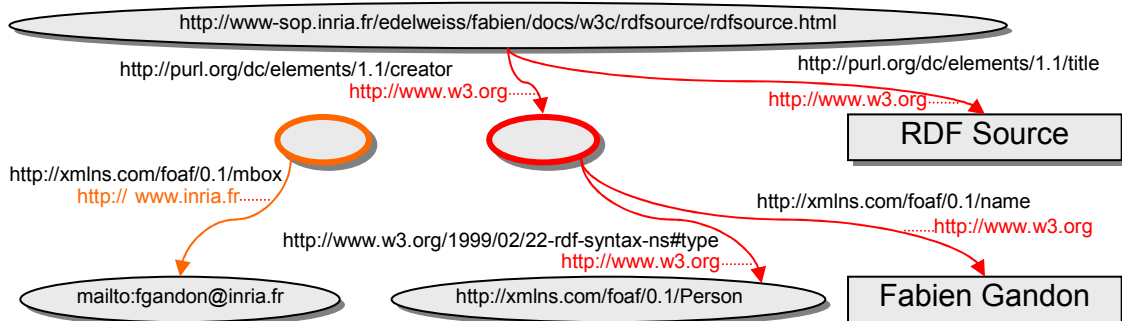 http://www-sop.inria.fr/edelweiss/fabien/docs/w3c/rdfsource/rdfsource.html
http://purl.org/dc/elements/1.1/creator
http://www.w3.org
http://purl.org/dc/elements/1.1/title
http://www.w3.org
RDF Source
http://xmlns.com/foaf/0.1/mbox
http:// www.inria.fr
http://xmlns.com/foaf/0.1/name
http://www.w3.org
http://www.w3.org/1999/02/22-rdf-syntax-ns#type
http://www.w3.org
mailto:fgandon@inria.fr
http://xmlns.com/foaf/0.1/Person
Fabien Gandon